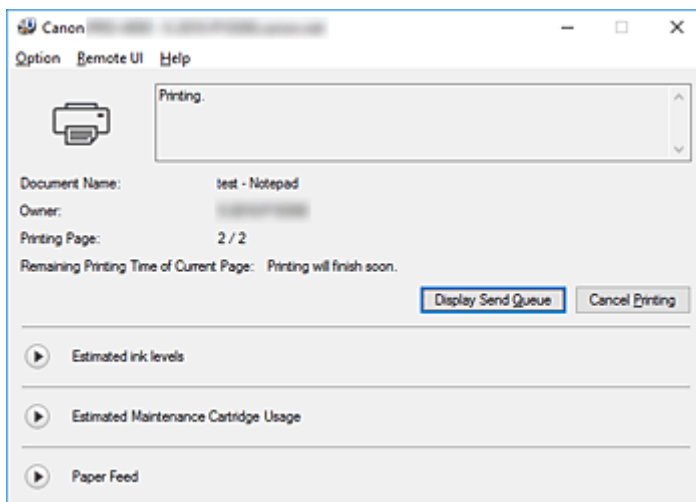 Canon
Option Remote UI Help
Printing.
Document Name: test - Notepad
Owner:
Printing Page: 2 / 2
Remaining Printing Time of Current Page: Printing will finish soon.
Display Send Queue Cancel Printing
Estimated ink levels
Estimated Maintenance Cartridge Usage
Paper Feed